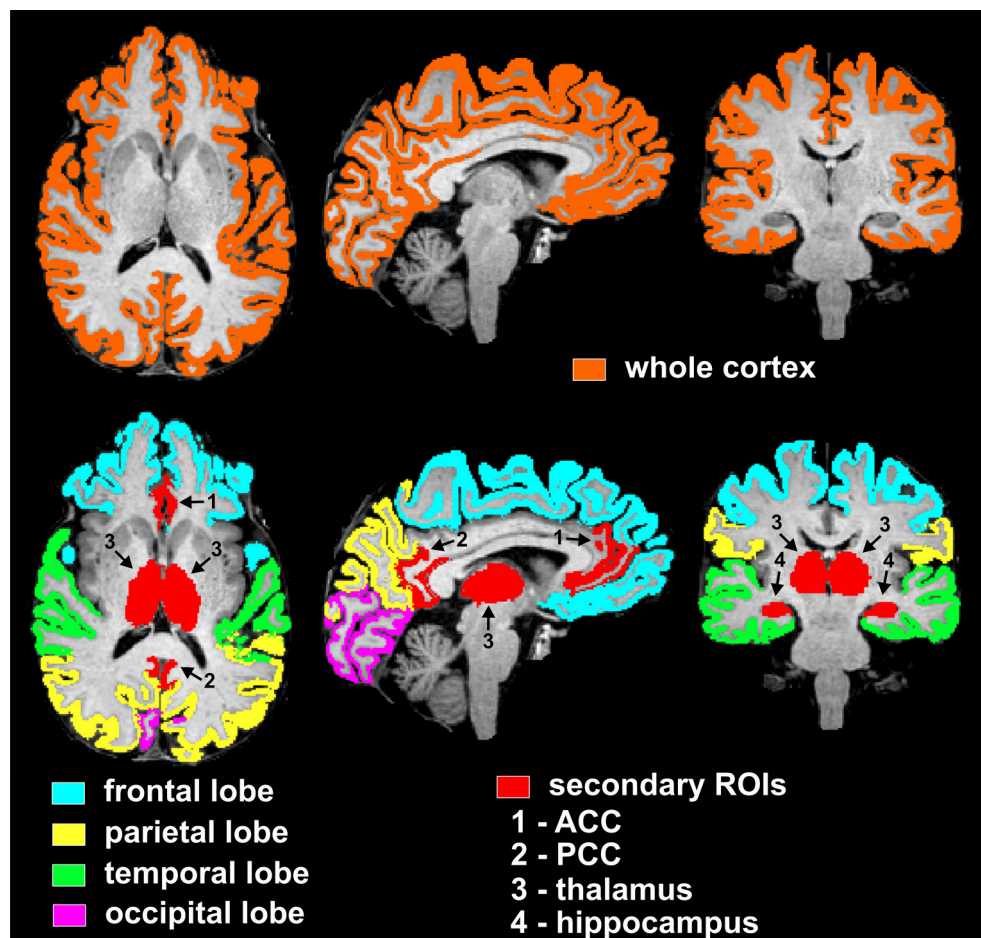 whole cortex
1
3
3
2
2
1
3
3
3
4
4
frontal lobe
parietal lobe
temporal lobe
occipital lobe
secondary ROIs
1 - ACC
2 - PCC
3 - thalamus
4 - hippocampus